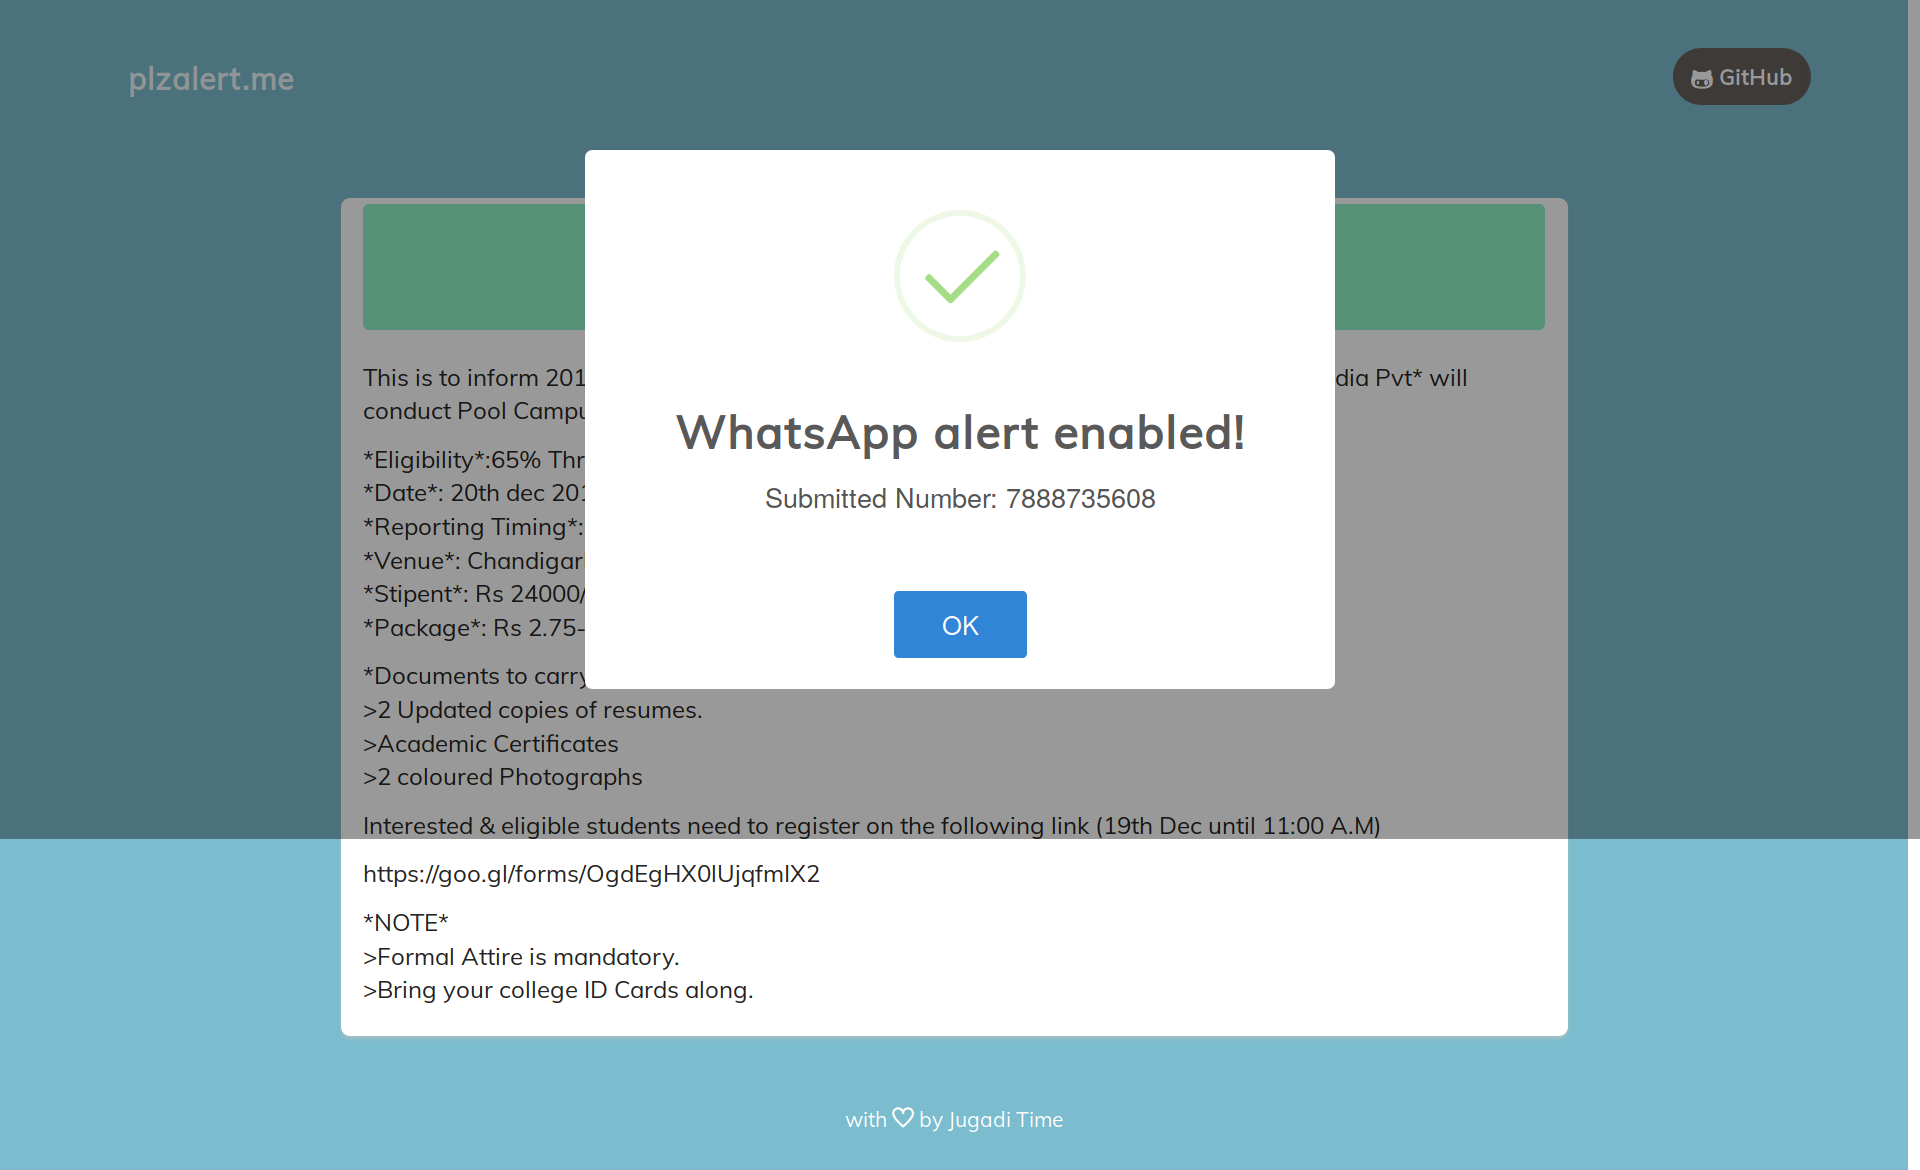 plzalert.me
GitHub
WhatsApp alert enabled!
Submitted Number: 7888735608
OK
This is to inform 201 dia Pvt* will
conduct Pool Campu
*Eligibility*:65% Thr
*Date*: 20th dec 201
*Reporting Timing*:
*Venue*: Chandigar
*Stipent*: Rs 24000/
*Package*: Rs 2.75-
*Documents to carry
>2 Updated copies of resumes.
>Academic Certificates
>2 coloured Photographs
Interested & eligible students need to register on the following link (19th Dec until 11:00 A.M)
https://goo.gl/forms/OgdEgHX0lUjqfmlX2
*NOTE*
>Formal Attire is mandatory.
>Bring your college ID Cards along.
with by Jugadi Time